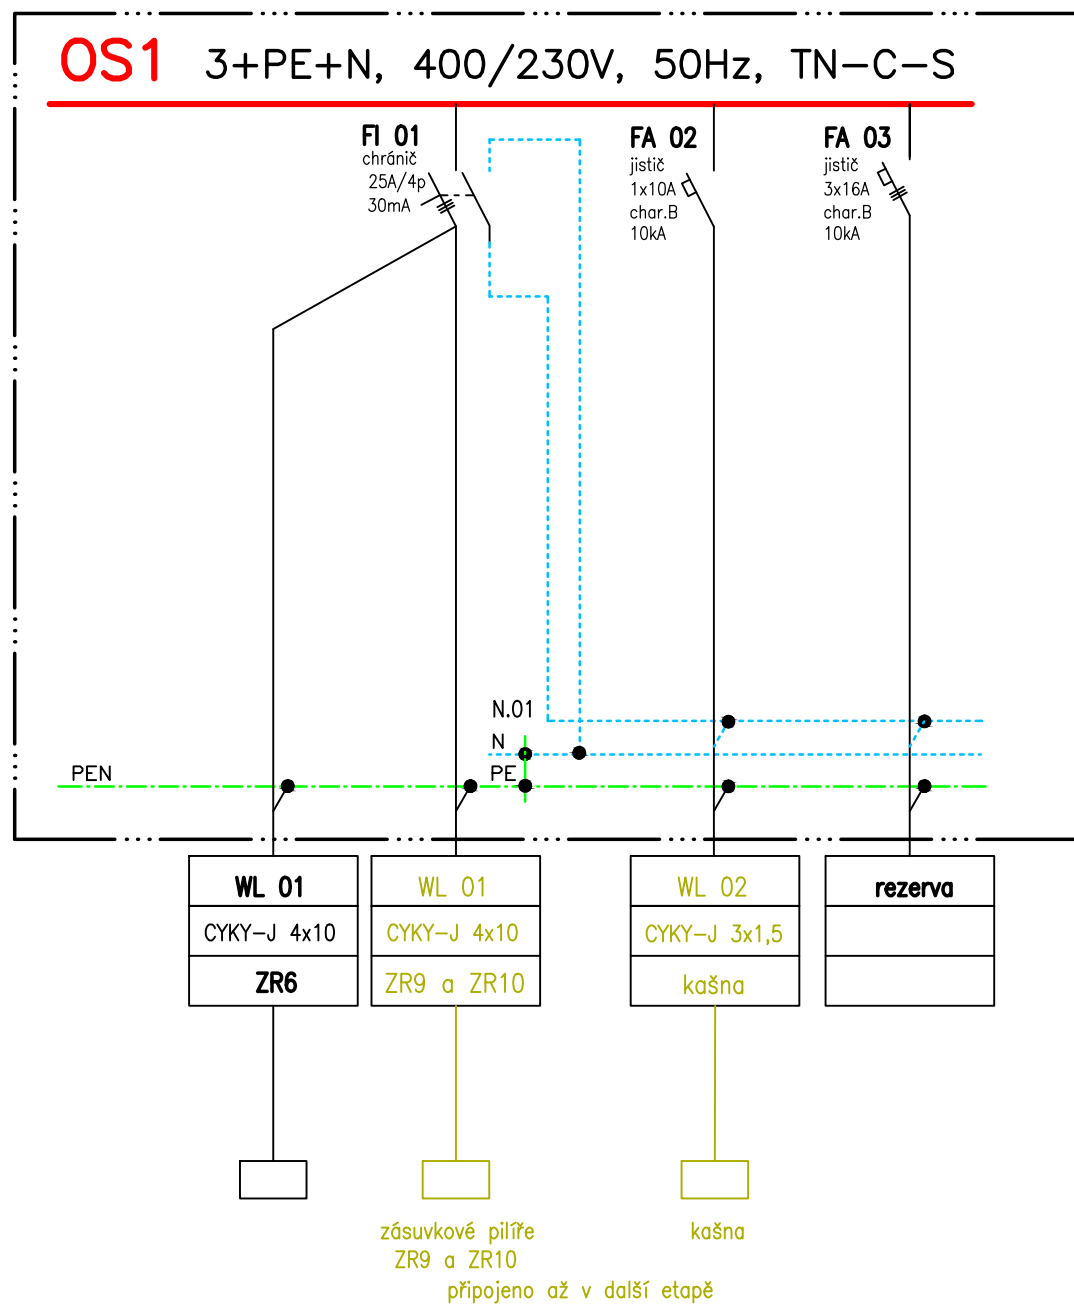 OS1 3+PE+N, 400/230V, 50Hz, TN-C-S
FI 01
chránič
25A/4p
30mA
FA 02
jistič
1x10A
char.B
10kA
FA 03
jistič
3x16A
char.B
10kA
N.01
N
PE
PEN
WL 01
CYKY-J 4x10
ZR6
WL 01
CYKY-J 4x10
ZR9 a ZR10
WL 02
CYKY-J 3x1,5
kašna
rezerva
zásuvkové pilíře
ZR9 a ZR10
kašna
připojeno až v další etapě